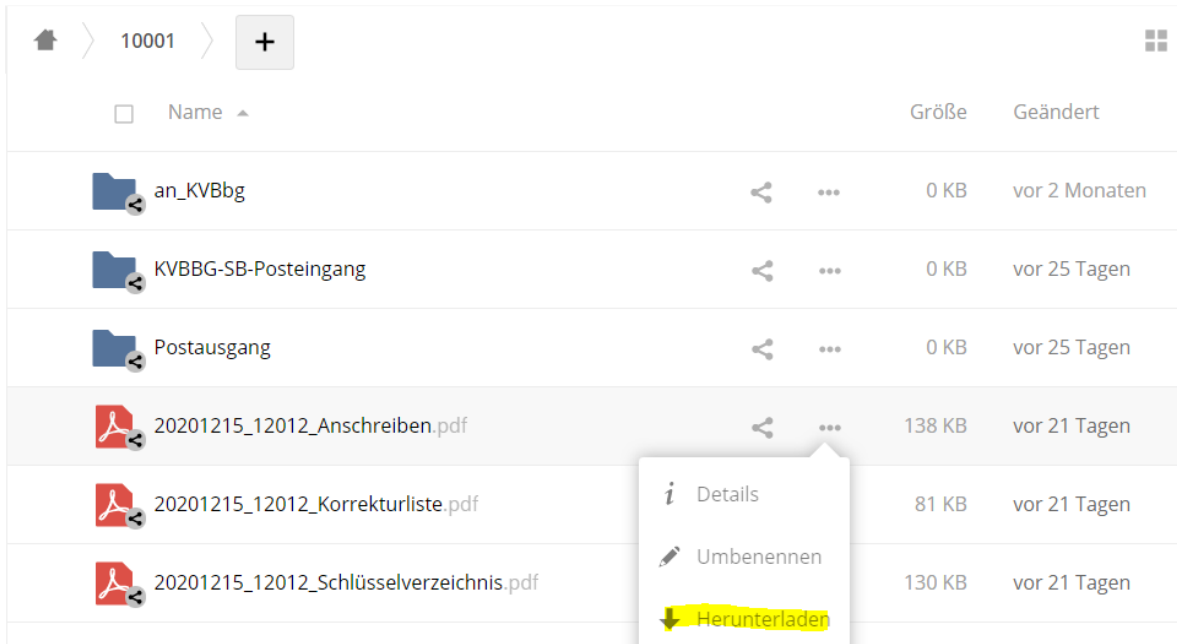 10001 +
Name Größe Geändert
an_KVBbg 0 KB vor 2 Monaten
KVBBG-SB-Posteingang 0 KB vor 25 Tagen
Postausgang 0 KB vor 25 Tagen
20201215_12012_Anschreiben.pdf 138 KB vor 21 Tagen
i Details
20201215_12012_Korrekturliste.pdf 81 KB vor 21 Tagen
Umbenennen
20201215_12012_Schlüsselverzeichnis.pdf 130 KB vor 21 Tagen
Herunterladen